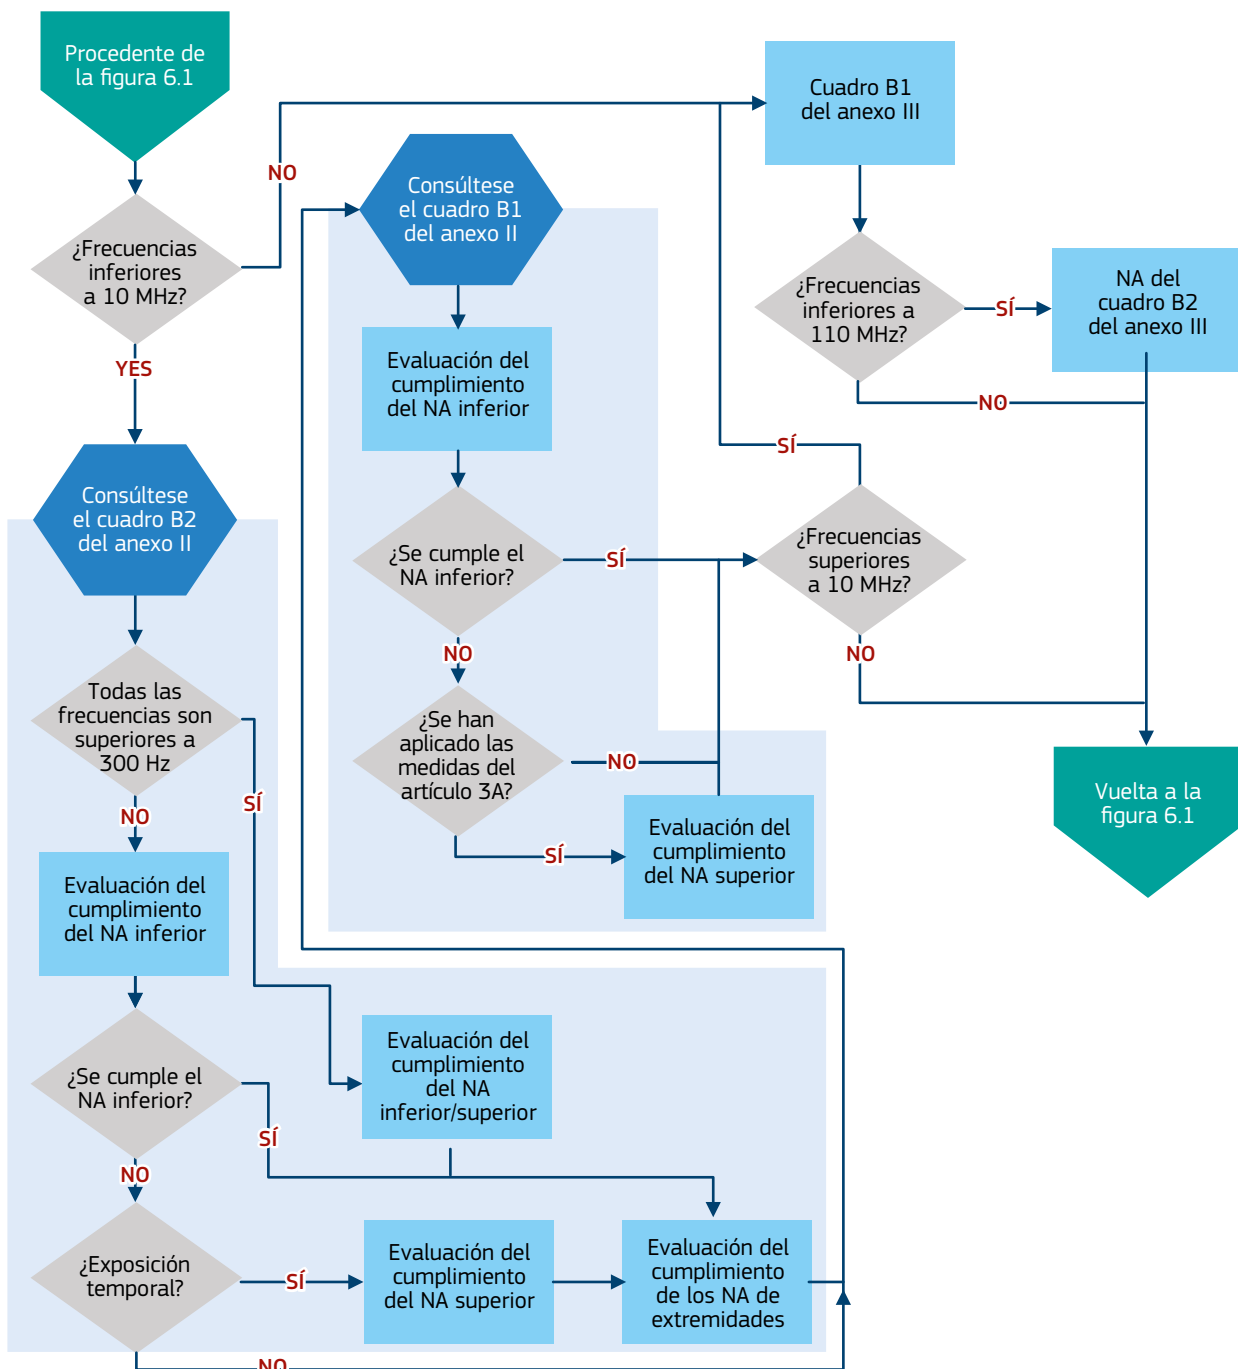 Procedente de
la figura 6.1
¿Frecuencias
inferiores
a 10 MHz?
NO
YES
Cuadro B1
del anexo III
¿Frecuencias
inferiores a
110 MHz?
SÍ
NO
NA del
cuadro B2
del anexo III
Consúltese
el cuadro B1
del anexo II
Evaluación del
cumplimiento
del NA inferior
¿Se cumple el
NA inferior?
SÍ
NO
¿Frecuencias
superiores
a 10 MHz?
SÍ
NO
¿Se han
aplicado las
medidas del
artículo 3A?
NO
SÍ
Evaluación del
cumplimiento
del NA superior
Vuelta a la
figura 6.1
Consúltese
el cuadro B2
del anexo II
Todas las
frecuencias son
superiores a
300 Hz
SÍ
NO
Evaluación del
cumplimiento
del NA inferior
¿Se cumple el
NA inferior?
SÍ
NO
Evaluación del
cumplimiento
del NA
inferior/superior
¿Exposición
temporal?
SÍ
NO
Evaluación del
cumplimiento
del NA superior
Evaluación del
cumplimiento
de los NA de
extremidades